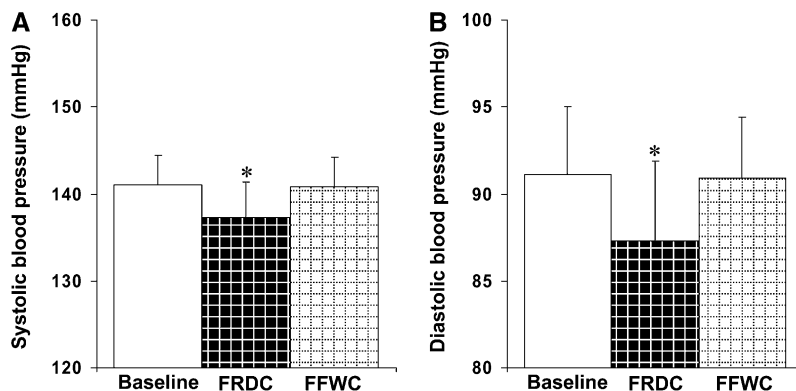 A
Systolic blood pressure (mmHg)
160
150
140
130
120
*
Baseline FRDC FFWC
B
Diastolic blood pressure (mmHg)
100
95
90
85
80
*
Baseline FRDC FFWC